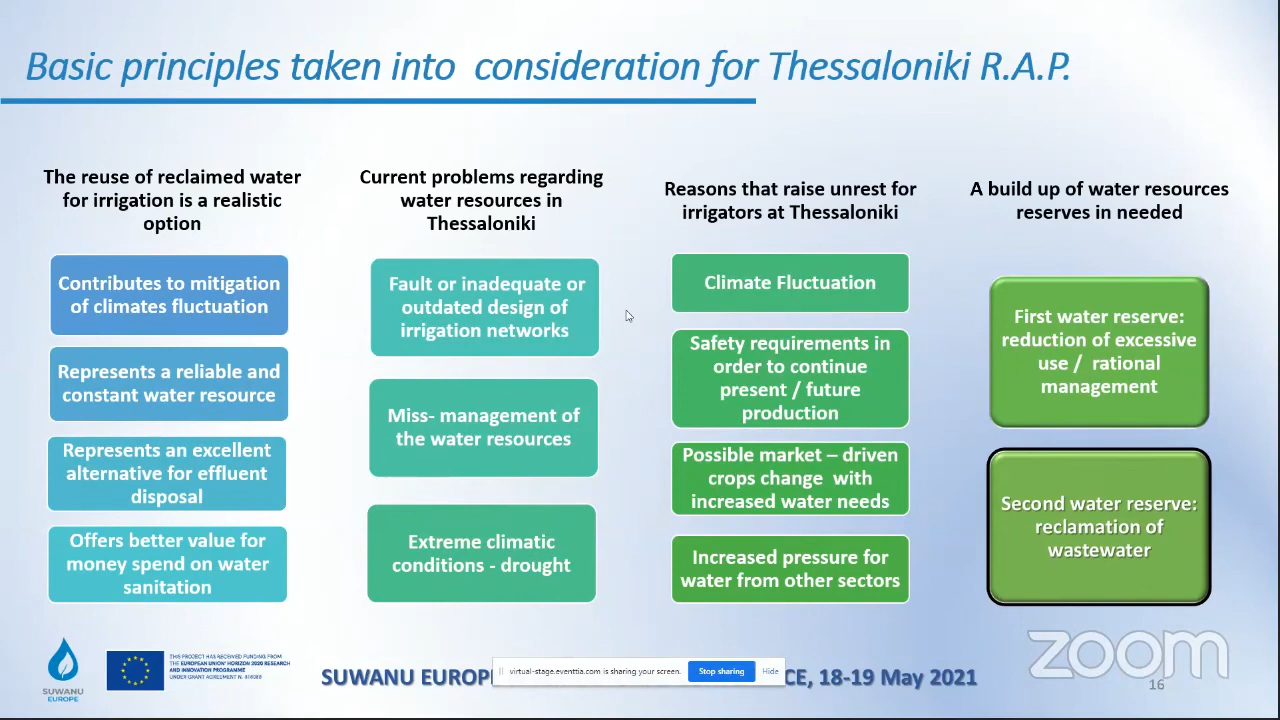 Basic principles taken into consideration for Thessaloniki R.A.P.
The reuse of reclaimed water
for irrigation is a realistic
option
Contributes to mitigation
of climates fluctuation
Represents a reliable and
constant water resource
Represents an excellent
alternative for effluent
disposal
Offers better value for
money spend on water
sanitation
Current problems regarding
water resources in
Thessaloniki
Fault or inadequate or
outdated design of
irrigation networks
Miss- management of
the water resources
Extreme climatic
conditions - drought
Reasons that raise unrest for
irrigators at Thessaloniki
Climate Fluctuation
Safety requirements in
order to continue
present / future
production
Possible market – driven
crops change with
increased water needs
Increased pressure for
water from other sectors
A build up of water resources
reserves in needed
First water reserve:
reduction of excessive
use / rational
management
Second water reserve:
reclamation of
wastewater
SUWANU
EUROPE
THIS PROJECT HAS RECEIVED FUNDING FROM
THE EUROPEAN UNION' HORIZON 2020 RESEARCH
AND INNOVATION PROGRAMME
UNDER GRANT AGREEMENT N.
SUWANU
CE, 18-19 May 2021
virtual-stage.eventtia.com is sharing your screen.
Stop sharing
Hide
zoom
16